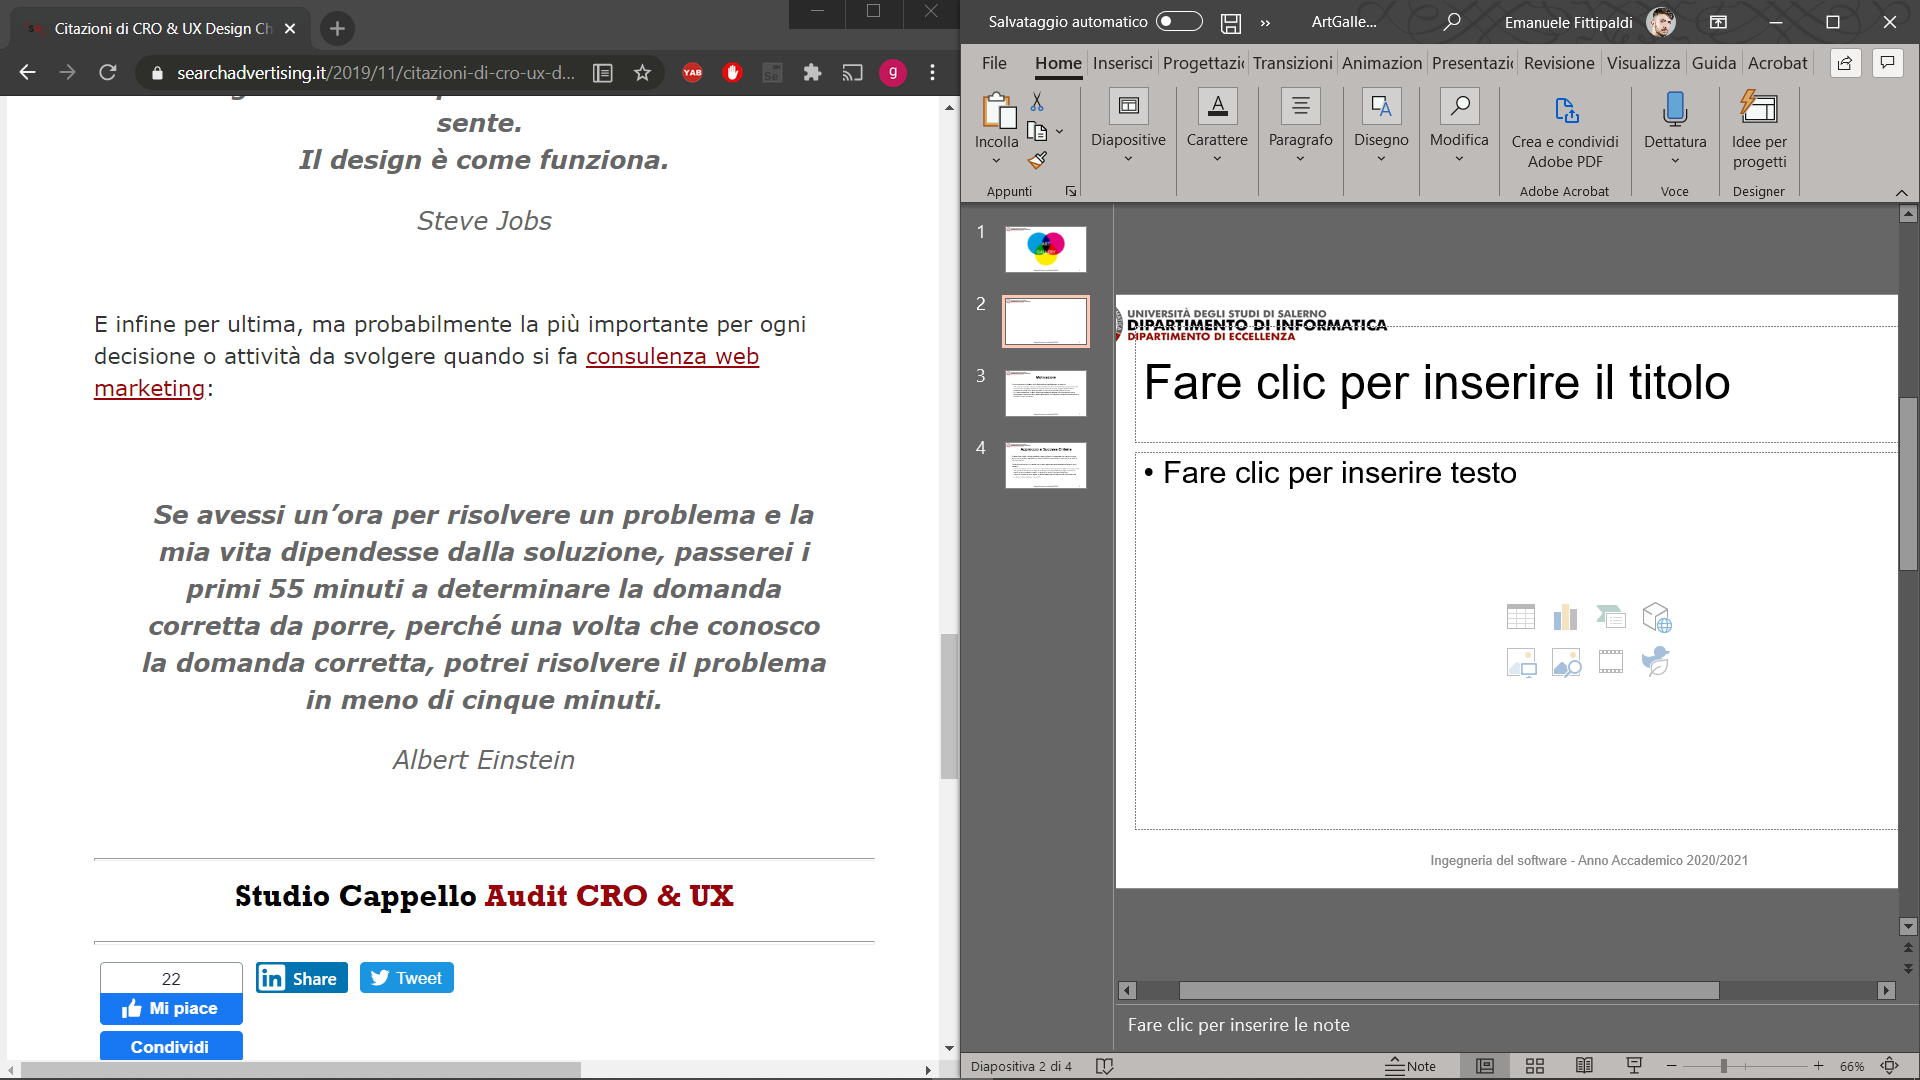 Citazioni di CRO & UX Design Ch
searchadvertising.it/2019/11/citazioni-di-cro-ux-d...
YAB
g
sente.
Il design è come funziona.
Steve Jobs
E infine per ultima, ma probabilmente la più importante per ogni
decisione o attività da svolgere quando si fa consulenza web
marketing:
Se avessi un’ora per risolvere un problema e la
mia vita dipendesse dalla soluzione, passerei i
primi 55 minuti a determinare la domanda
corretta da porre, perché una volta che conosco
la domanda corretta, potrei risolvere il problema
in meno di cinque minuti.
Albert Einstein
Studio Cappello Audit CRO & UX
22
Mi piace
Condividi
Share
Tweet
Salvataggio automatico
ArtGalle...
Emanuele Fittipaldi
File Home Inserisci Progettazi Transizioni Animazion Presentazi Revisione Visualizza Guida Acrobat
Incolla
Diapositive
Carattere
Paragrafo
Disegno
Modifica
Crea e condividi
Adobe PDF
Dettatura
Idee per
progetti
Appunti
Adobe Acrobat
Voce
Designer
1
2
3
Motivazioni
4
Approccio e Success Criteria
UNIVERSITÀ DEGLI STUDI DI SALERNO
DIPARTIMENTO DI INFORMATICA
DIPARTIMENTO DI ECCELLENZA
Fare clic per inserire il titolo
• Fare clic per inserire testo
Ingegneria del software - Anno Accademico 2020/2021
Fare clic per inserire le note
Diapositiva 2 di 4
Note
66%